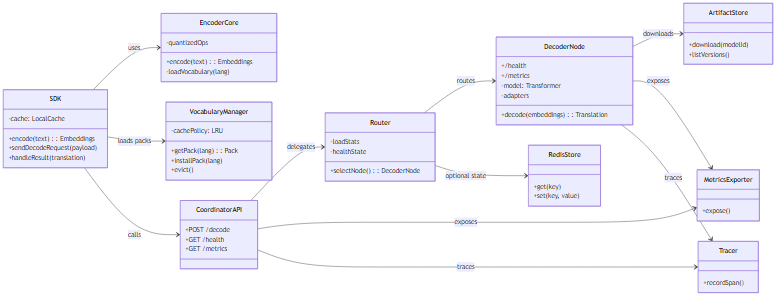 EncoderCore
-quantizedOps
+encode(text) : : Embeddings
-loadVocabulary(lang)
ArtifactStore
+download(modelId)
+listVersions()
DecoderNode
+/health
+/metrics
-model: Transformer
-adapters
+decode(embeddings) : : Translation
SDK
-cache: LocalCache
+encode(text) : : Embeddings
+sendDecodeRequest(payload)
+handleResult(translation)
VocabularyManager
-cachePolicy: LRU
+getPack(lang) : : Pack
+installPack(lang)
+evict()
Router
-loadStats
-healthState
+selectNode() : : DecoderNode
RedisStore
+get(key)
+set(key, value)
MetricsExporter
+expose()
CoordinatorAPI
+POST /decode
+GET /health
+GET /metrics
Tracer
+recordSpan()
uses
loads packs
calls
delegates
routes
optional state
downloads
exposes
traces
exposes
traces